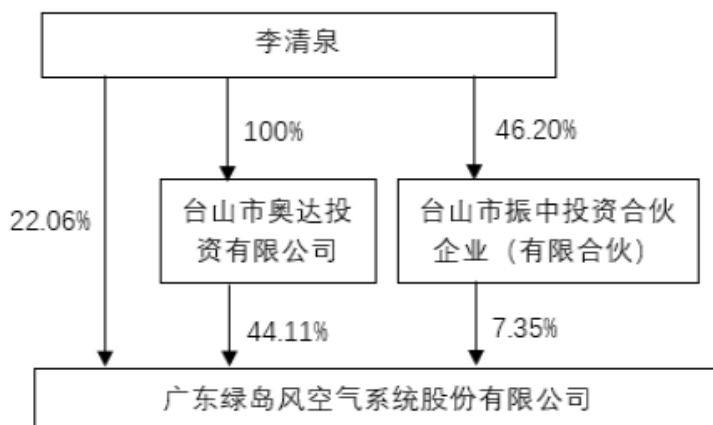 李清泉
100%
46.20%
22.06%
台山市奥达投
资有限公司
台山市振中投资合伙
企业（有限合伙）
44.11%
7.35%
广东绿岛风空气系统股份有限公司